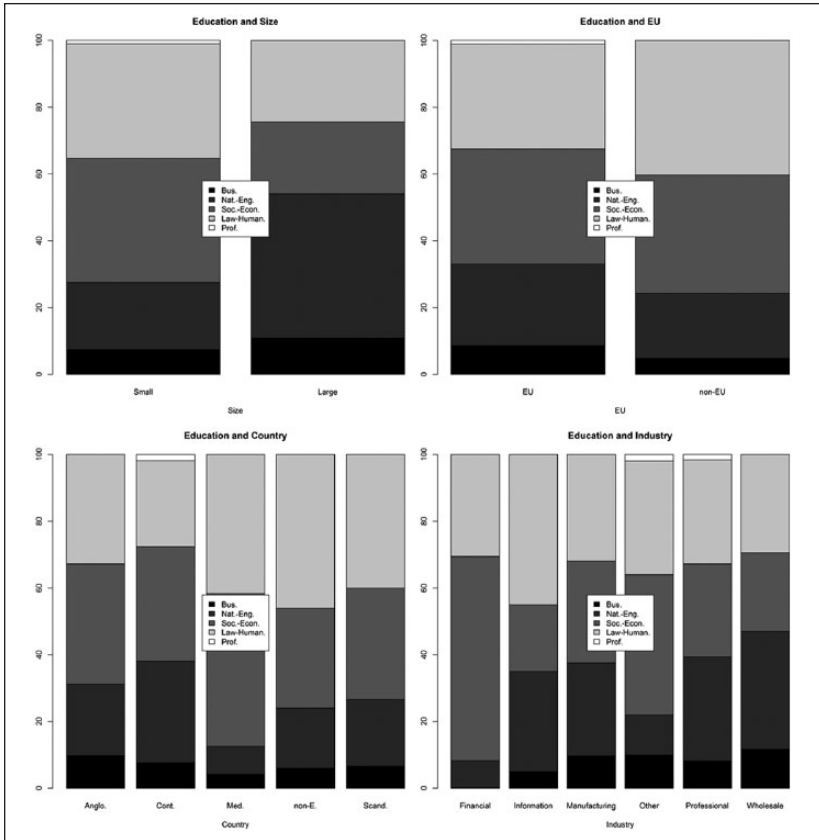 Education and Size
100
80
60
40
20
0
Bus.
Nat.-Eng.
Soc.-Econ.
Law-Human.
Prof.
Small
Large
Size
Education and EU
100
80
60
40
20
0
Bus.
Nat.-Eng.
Soc.-Econ.
Law-Human.
Prof.
EU
non-EU
EU
Education and Country
100
80
60
40
20
0
Bus.
Nat.-Eng.
Soc.-Econ.
Law-Human.
Prof.
Anglo.
Cont.
Med.
non-E.
Scand.
Country
Education and Industry
100
80
60
40
20
0
Bus.
Nat.-Eng.
Soc.-Econ.
Law-Human.
Prof.
Financial
Information
Manufacturing
Other
Professional
Wholesale
Industry